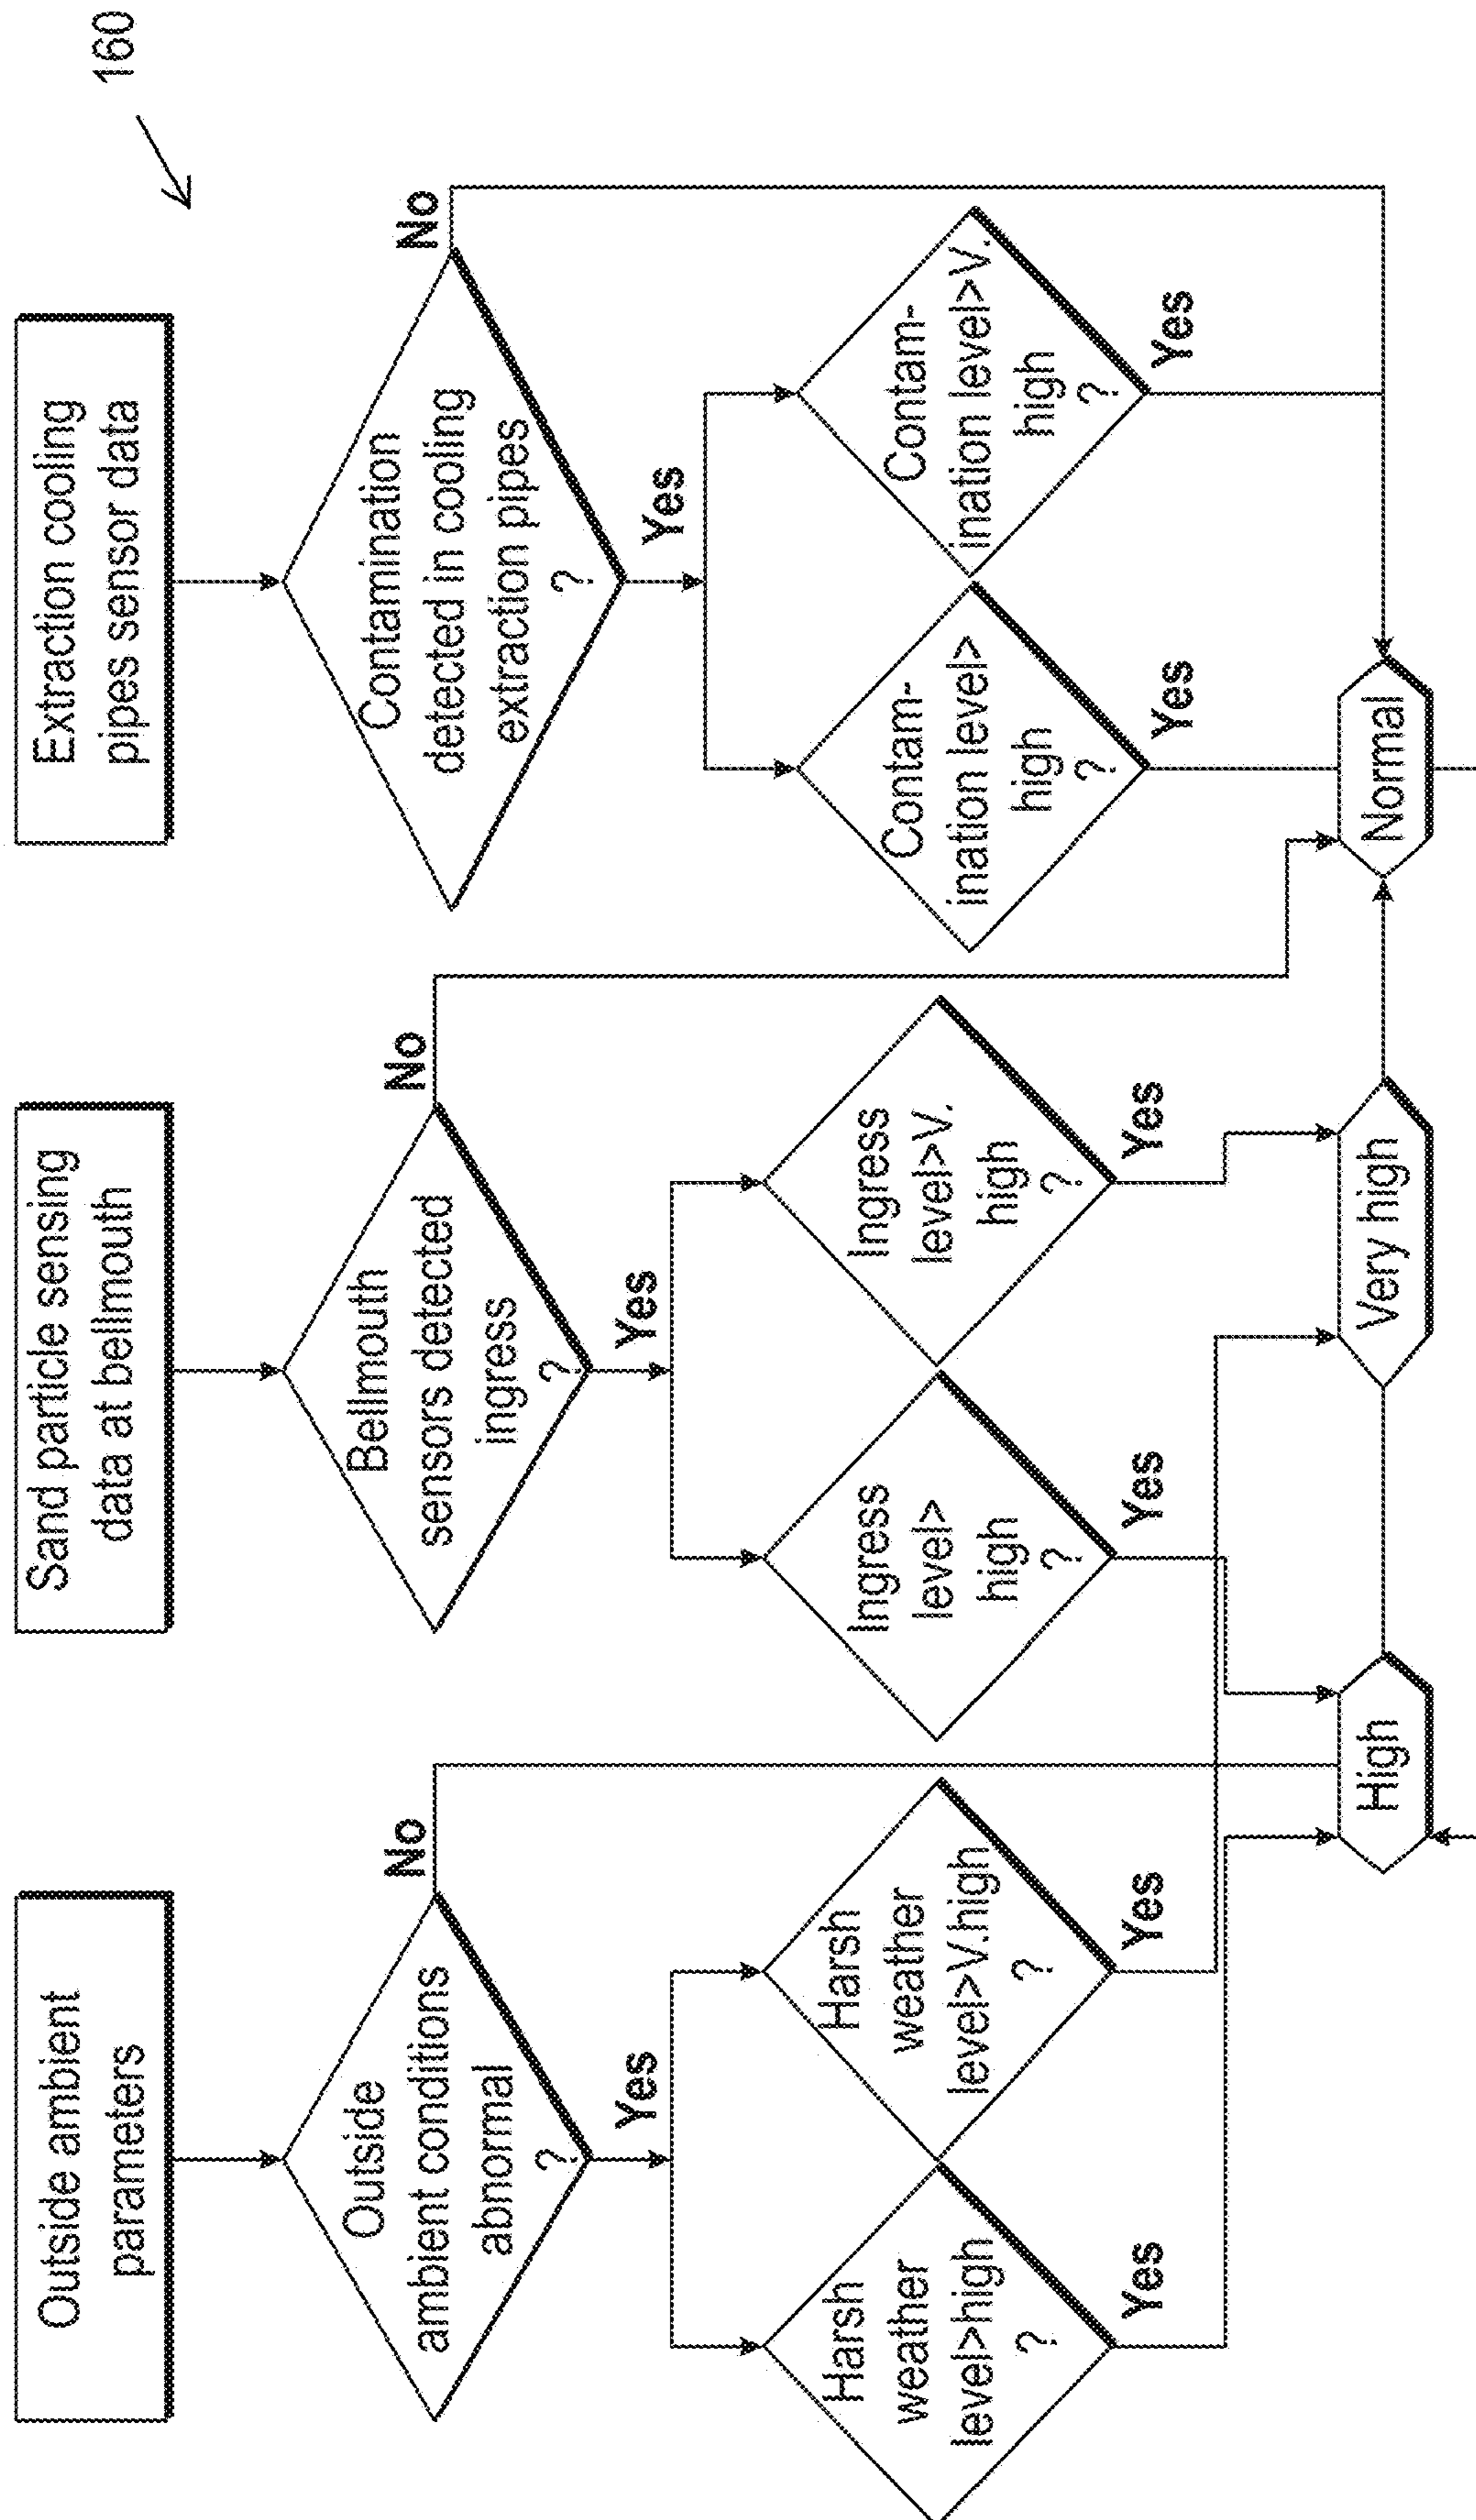 160
Outside ambient
parameters
Sand particle sensing
data at bellmouth
Extraction cooling
pipes sensor data
Outside
ambient conditions
abnormal
?
No
Yes
Bellmouth
sensors detected
ingress
?
No
Yes
Contamination
detected in cooling
extraction pipes
?
No
Yes
Harsh
weather
level>high
?
Yes
Harsh
weather
level>V.high
?
Yes
Ingress
level>
high
?
Yes
Ingress
level>V.
high
?
Yes
Contam-
ination level>
high
?
Yes
Contam-
ination level>V.
high
?
Yes
High
Very high
Normal